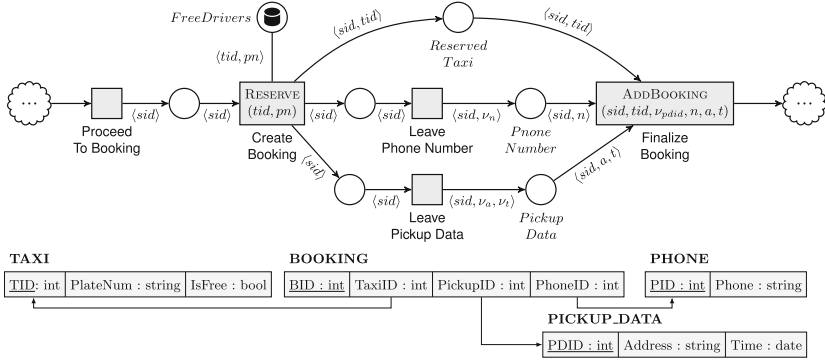 FreeDrivers
⟨tid, pn⟩
⟨sid, tid⟩
Reserved
Taxi
⟨sid, tid⟩
...
⟨sid⟩
Proceed
To Booking
⟨sid⟩
RESERVE
(tid, pn)
Create
Booking
⟨sid⟩
⟨sid⟩
Leave
Phone Number
⟨sid, νn⟩
Pnone
Number
⟨sid, n⟩
ADDBOOKING
(sid, tid, νpdid, n, a, t)
Finalize
Booking
...
⟨sid⟩
⟨sid⟩
Leave
Pickup Data
⟨sid, νa, νt⟩
Pickup
Data
⟨sid, a, t⟩
TAXI
TID: int PlateNum : string IsFree : bool
BOOKING
BID : int TaxiID : int PickupID : int PhoneID : int
PHONE
PID : int Phone : string
PICKUP_DATA
PDID : int Address : string Time : date